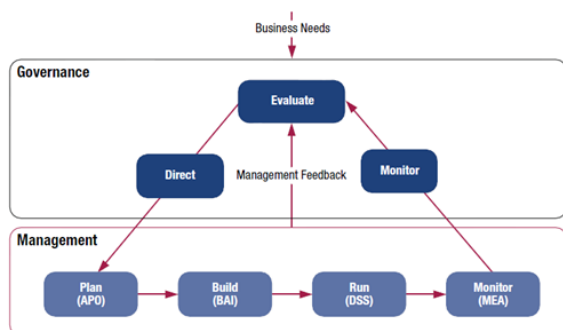 Business Needs
Governance
Evaluate
Direct
Management Feedback
Monitor
Management
Plan
(APO)
Build
(BAI)
Run
(DSS)
Monitor
(MEA)